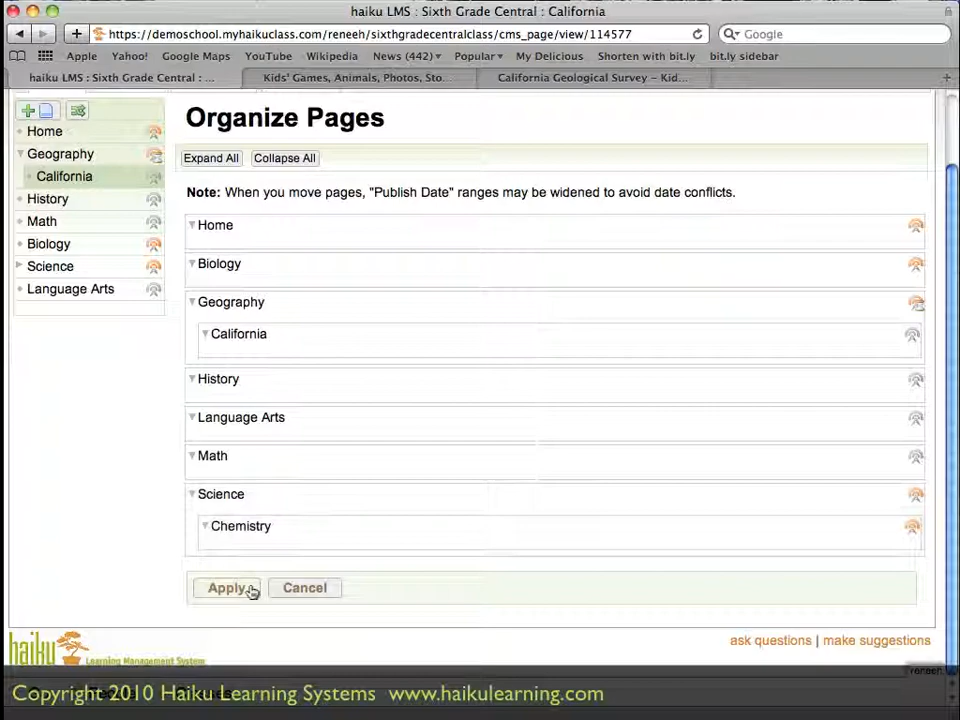 haiku LMS : Sixth Grade Central : California
https://demoschool.myhaikuclass.com/reneeh/sixthgradecentralclass/cms_page/view/114577
Google
Apple Yahoo! Google Maps YouTube Wikipedia News (442) Popular My Delicious Shorten with bit.ly bit.ly sidebar
haiku LMS : Sixth Grade Central : ... Kids' Games, Animals, Photos, Sto... California Geological Survey – Kid...
Home
Geography
California
History
Math
Biology
Science
Language Arts
Organize Pages
Expand All Collapse All
Note: When you move pages, "Publish Date" ranges may be widened to avoid date conflicts.
Home
Biology
Geography
California
History
Language Arts
Math
Science
Chemistry
Apply Cancel
haiku Learning Management System
ask questions | make suggestions
Copyright 2010 Haiku Learning Systems www.haikulearning.com